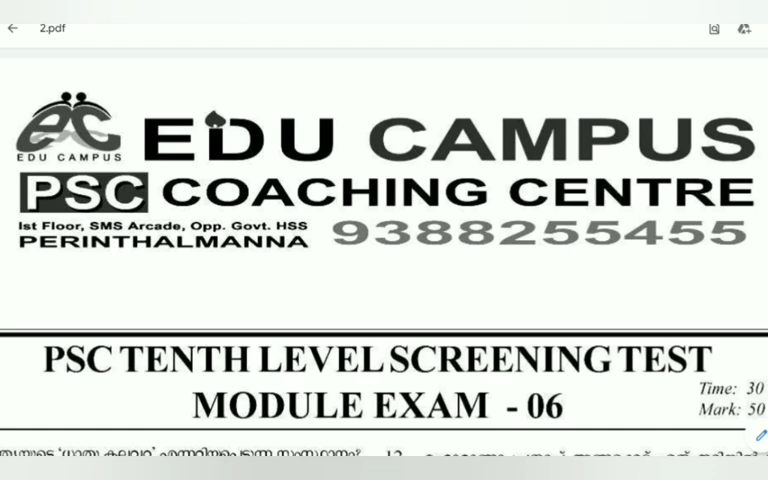 2.pdf
EDU CAMPUS
EDU CAMPUS
PSC COACHING CENTRE
Ist Floor, SMS Arcade, Opp. Govt. HSS
PERINTHALMANNA
9388255455
PSC TENTH LEVEL SCREENING TEST
MODULE EXAM - 06
Time: 30
Mark: 50
12